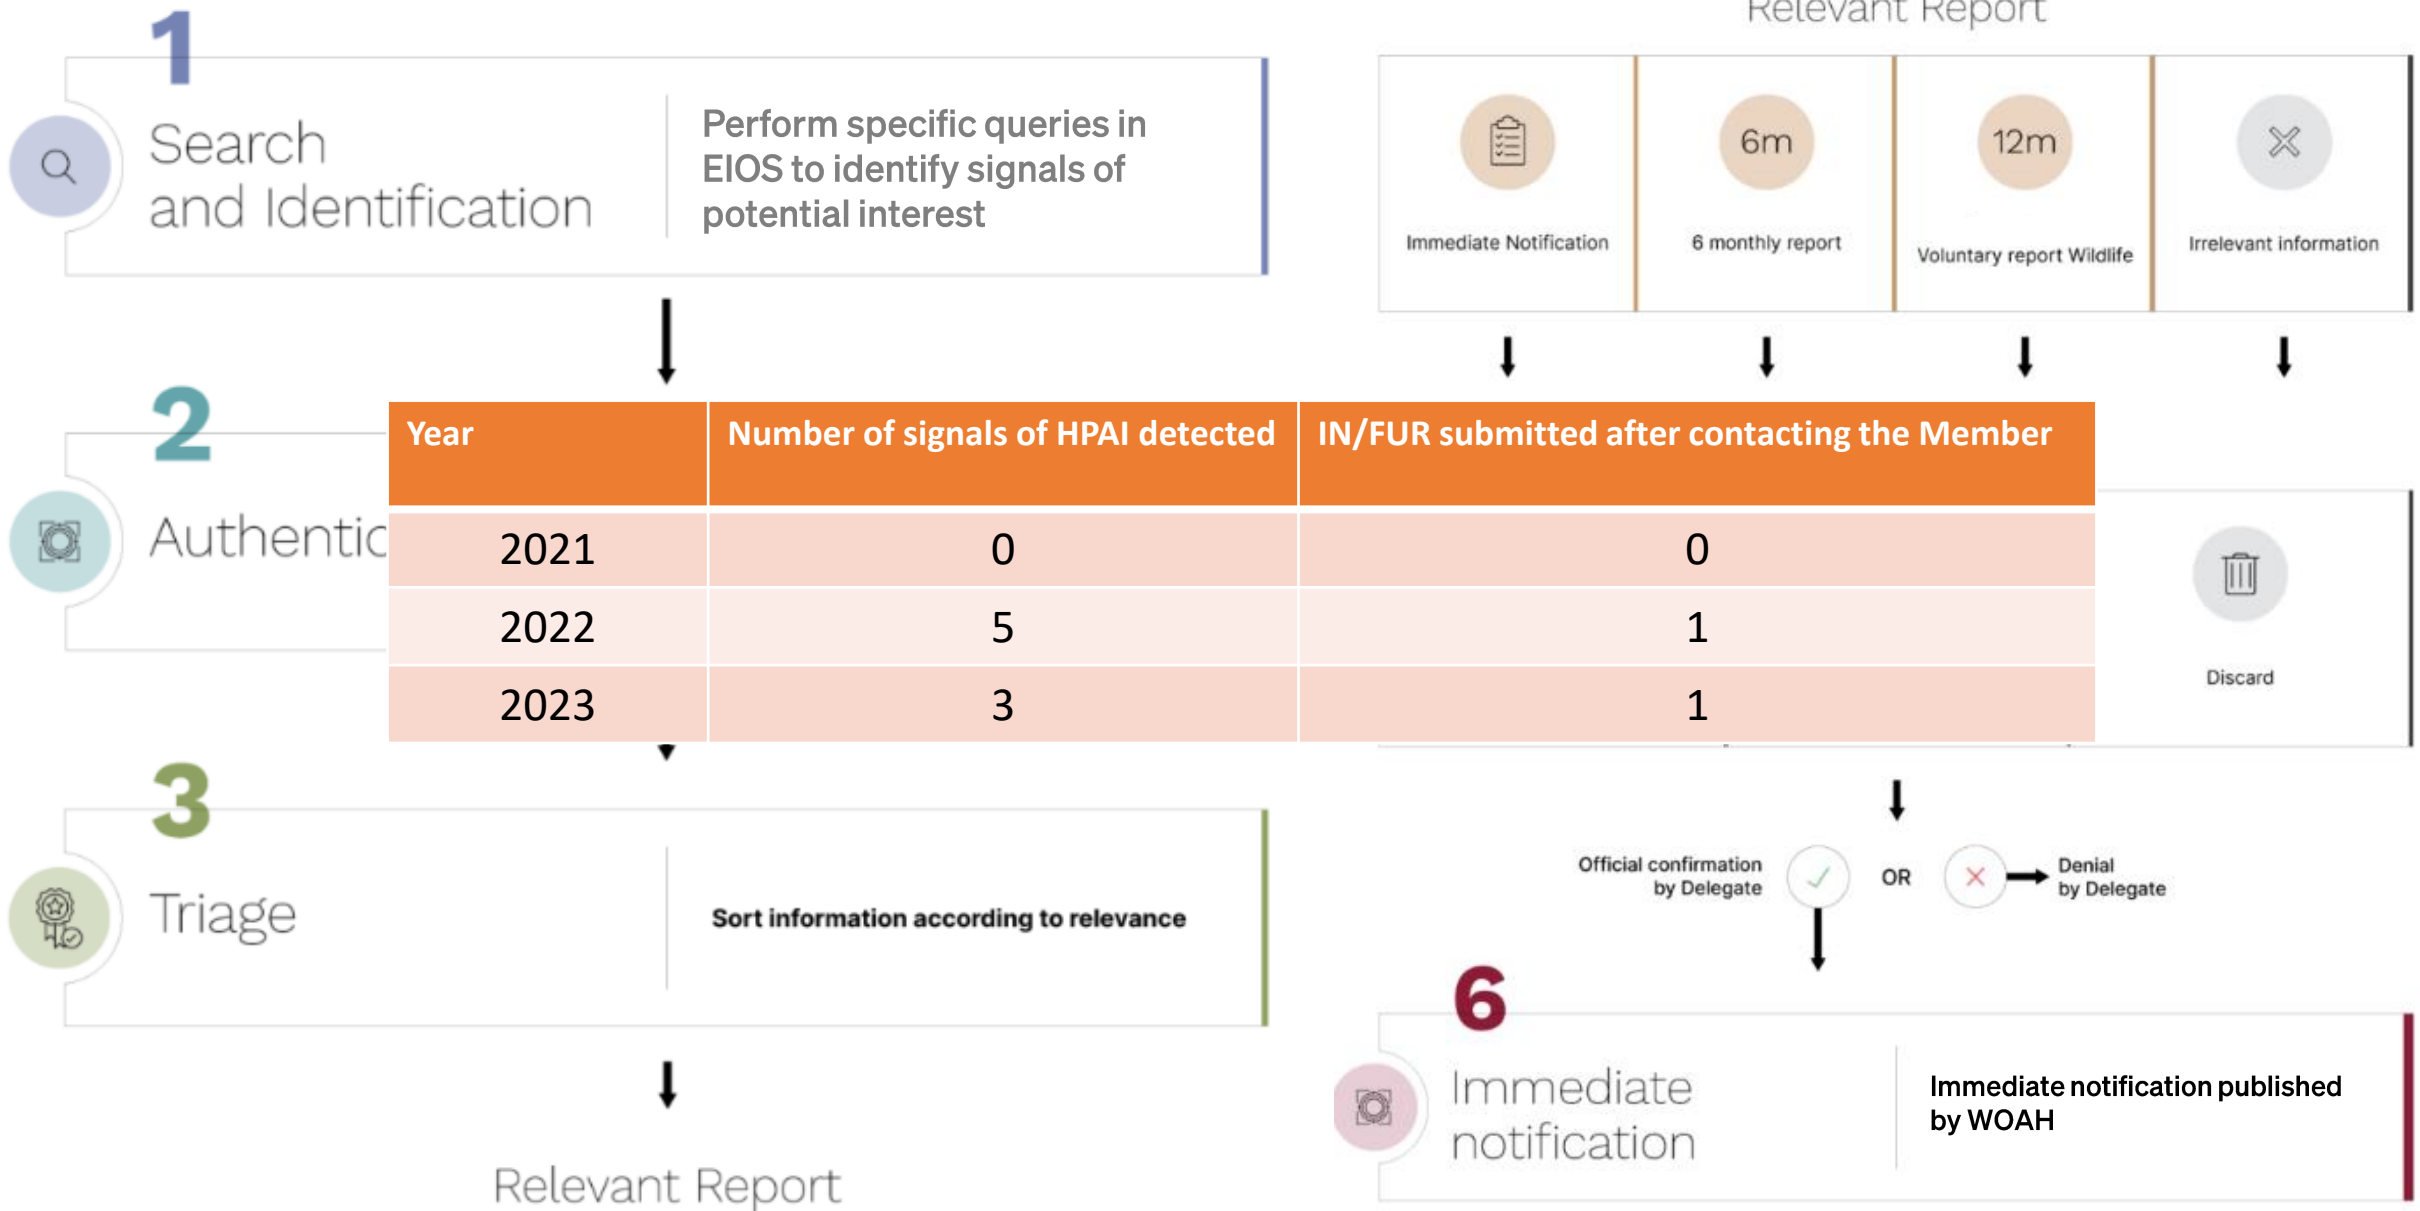 1
Search
and Identification
Perform specific queries in
EIOS to identify signals of
potential interest
2
3
Triage
Sort information according to relevance
Relevant Report
Relevant Report
Immediate Notification
6m
6 monthly report
12m
Voluntary report Wildlife
Irrelevant information
Year
Number of signals of HPAI detected
IN/FUR submitted after contacting the Member
2021
0
0
2022
5
1
2023
3
1
Discard
Official confirmation
by Delegate
OR
Denial
by Delegate
6
Immediate
notification
Immediate notification published
by WOAH